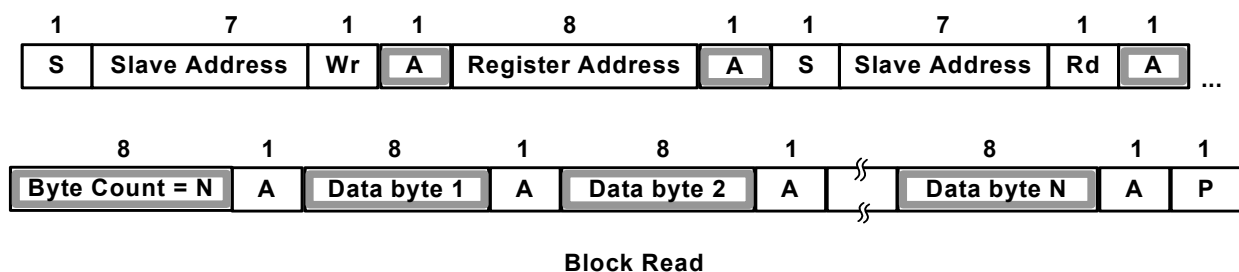 1 7 1 1 8 1 1 7 1 1
S Slave Address Wr A Register Address A S Slave Address Rd A ...
8 1 8 1 8 1 8 1 1
Byte Count = N A Data byte 1 A Data byte 2 A Data byte N A P
Block Read